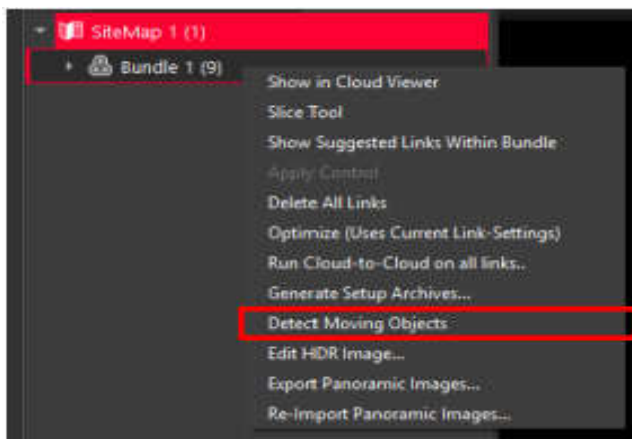 SiteMap 1 (1)
Bundle 1 (9)
Show in Cloud Viewer
Slice Tool
Show Suggested Links Within Bundle
Apply Control
Delete All Links
Optimize (Uses Current Link-Settings)
Run Cloud-to-Cloud on all links..
Generate Setup Archives...
Detect Moving Objects
Edit HDR Image...
Export Panoramic Images...
Re-Import Panoramic Images...